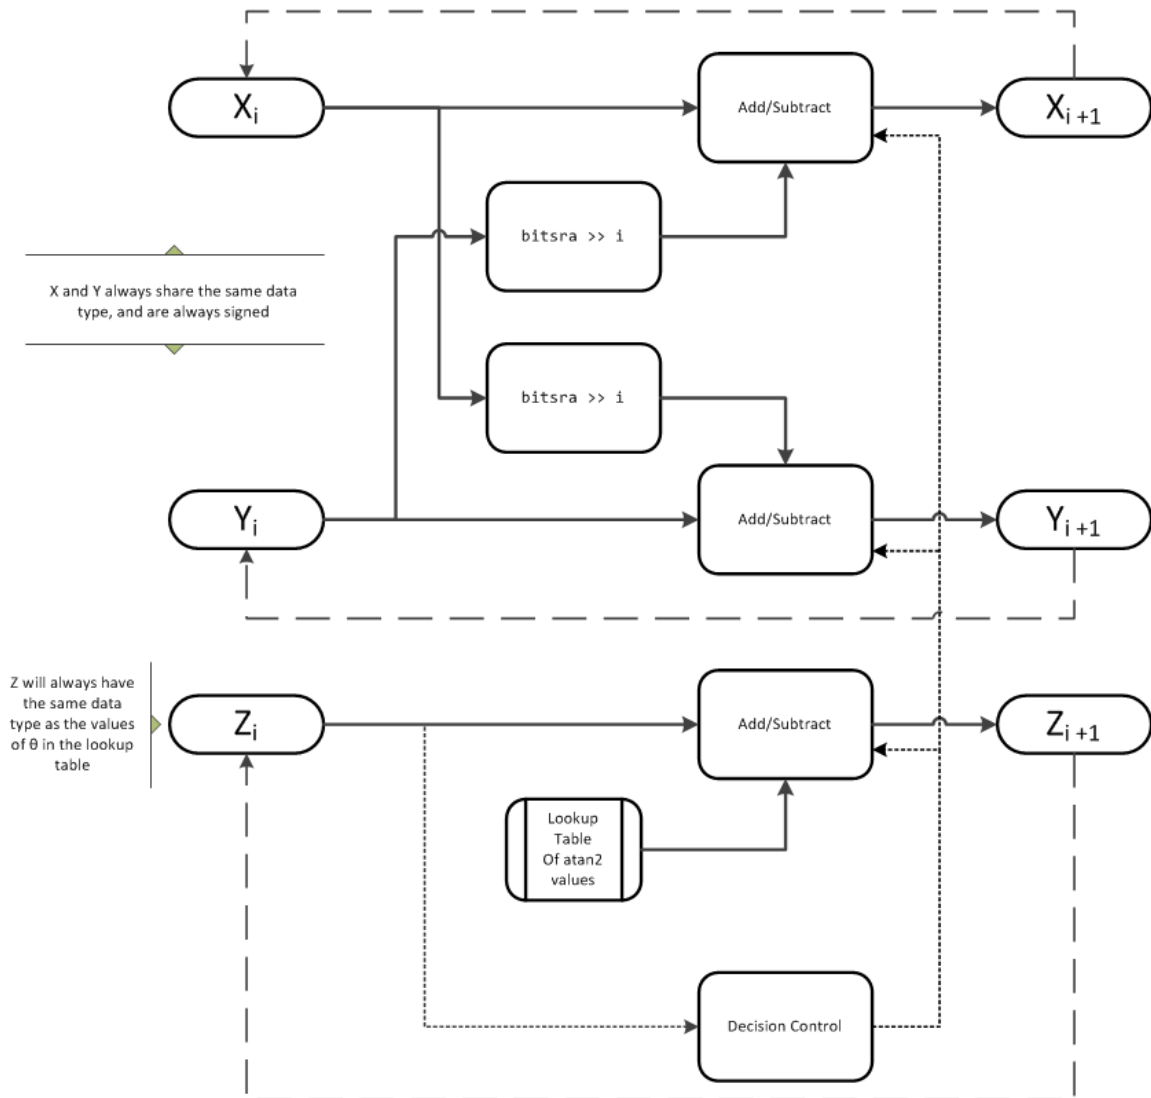 Xᵢ
Add/Subtract
Xᵢ ₊₁
bitsra >> i
X and Y always share the same data
type, and are always signed
bitsra >> i
Yᵢ
Add/Subtract
Yᵢ ₊₁
Z will always have
the same data
type as the values
of θ in the lookup
table
Zᵢ
Add/Subtract
Zᵢ ₊₁
Lookup
Table
Of atan2
values
Decision Control